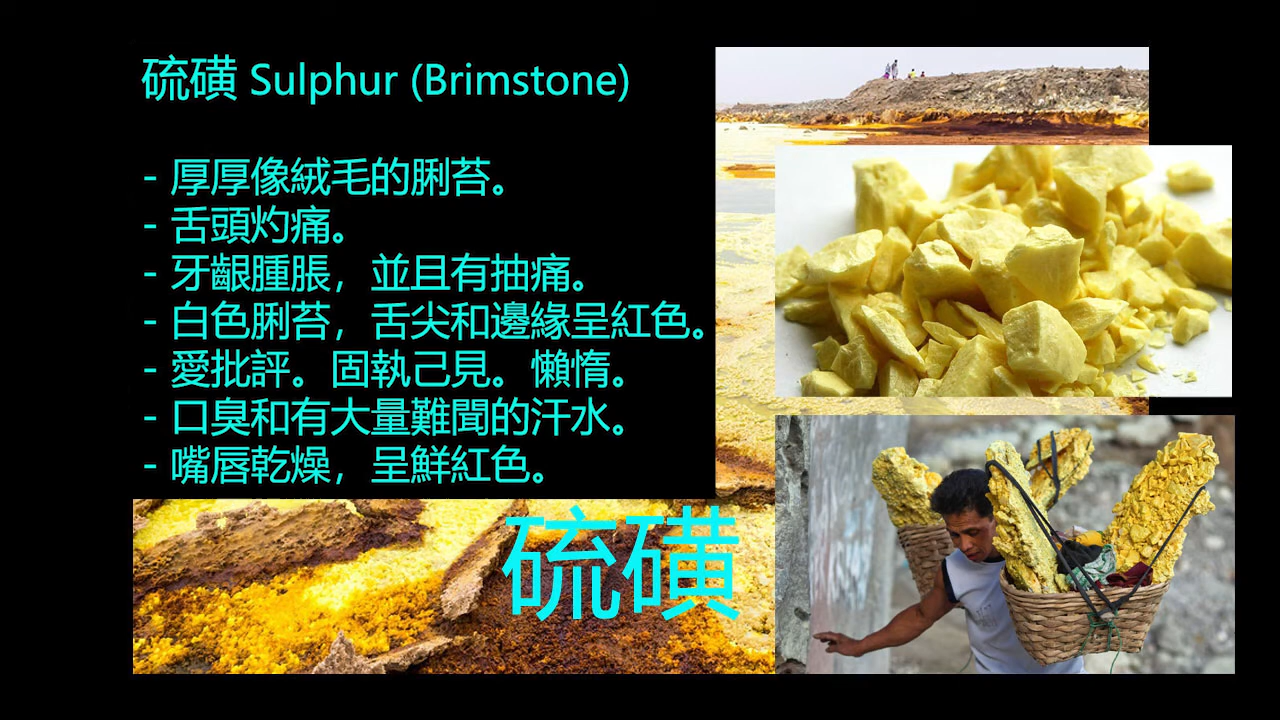 硫磺 Sulphur (Brimstone)
- 厚厚像絨毛的脷苔。
- 舌頭灼痛。
- 牙齦腫脹，並且有抽痛。
- 白色脷苔，舌尖和邊緣呈紅色。
- 愛批評。固執己見。懶惰。
- 口臭和有大量難聞的汗水。
- 嘴唇乾燥，呈鮮紅色。
硫磺